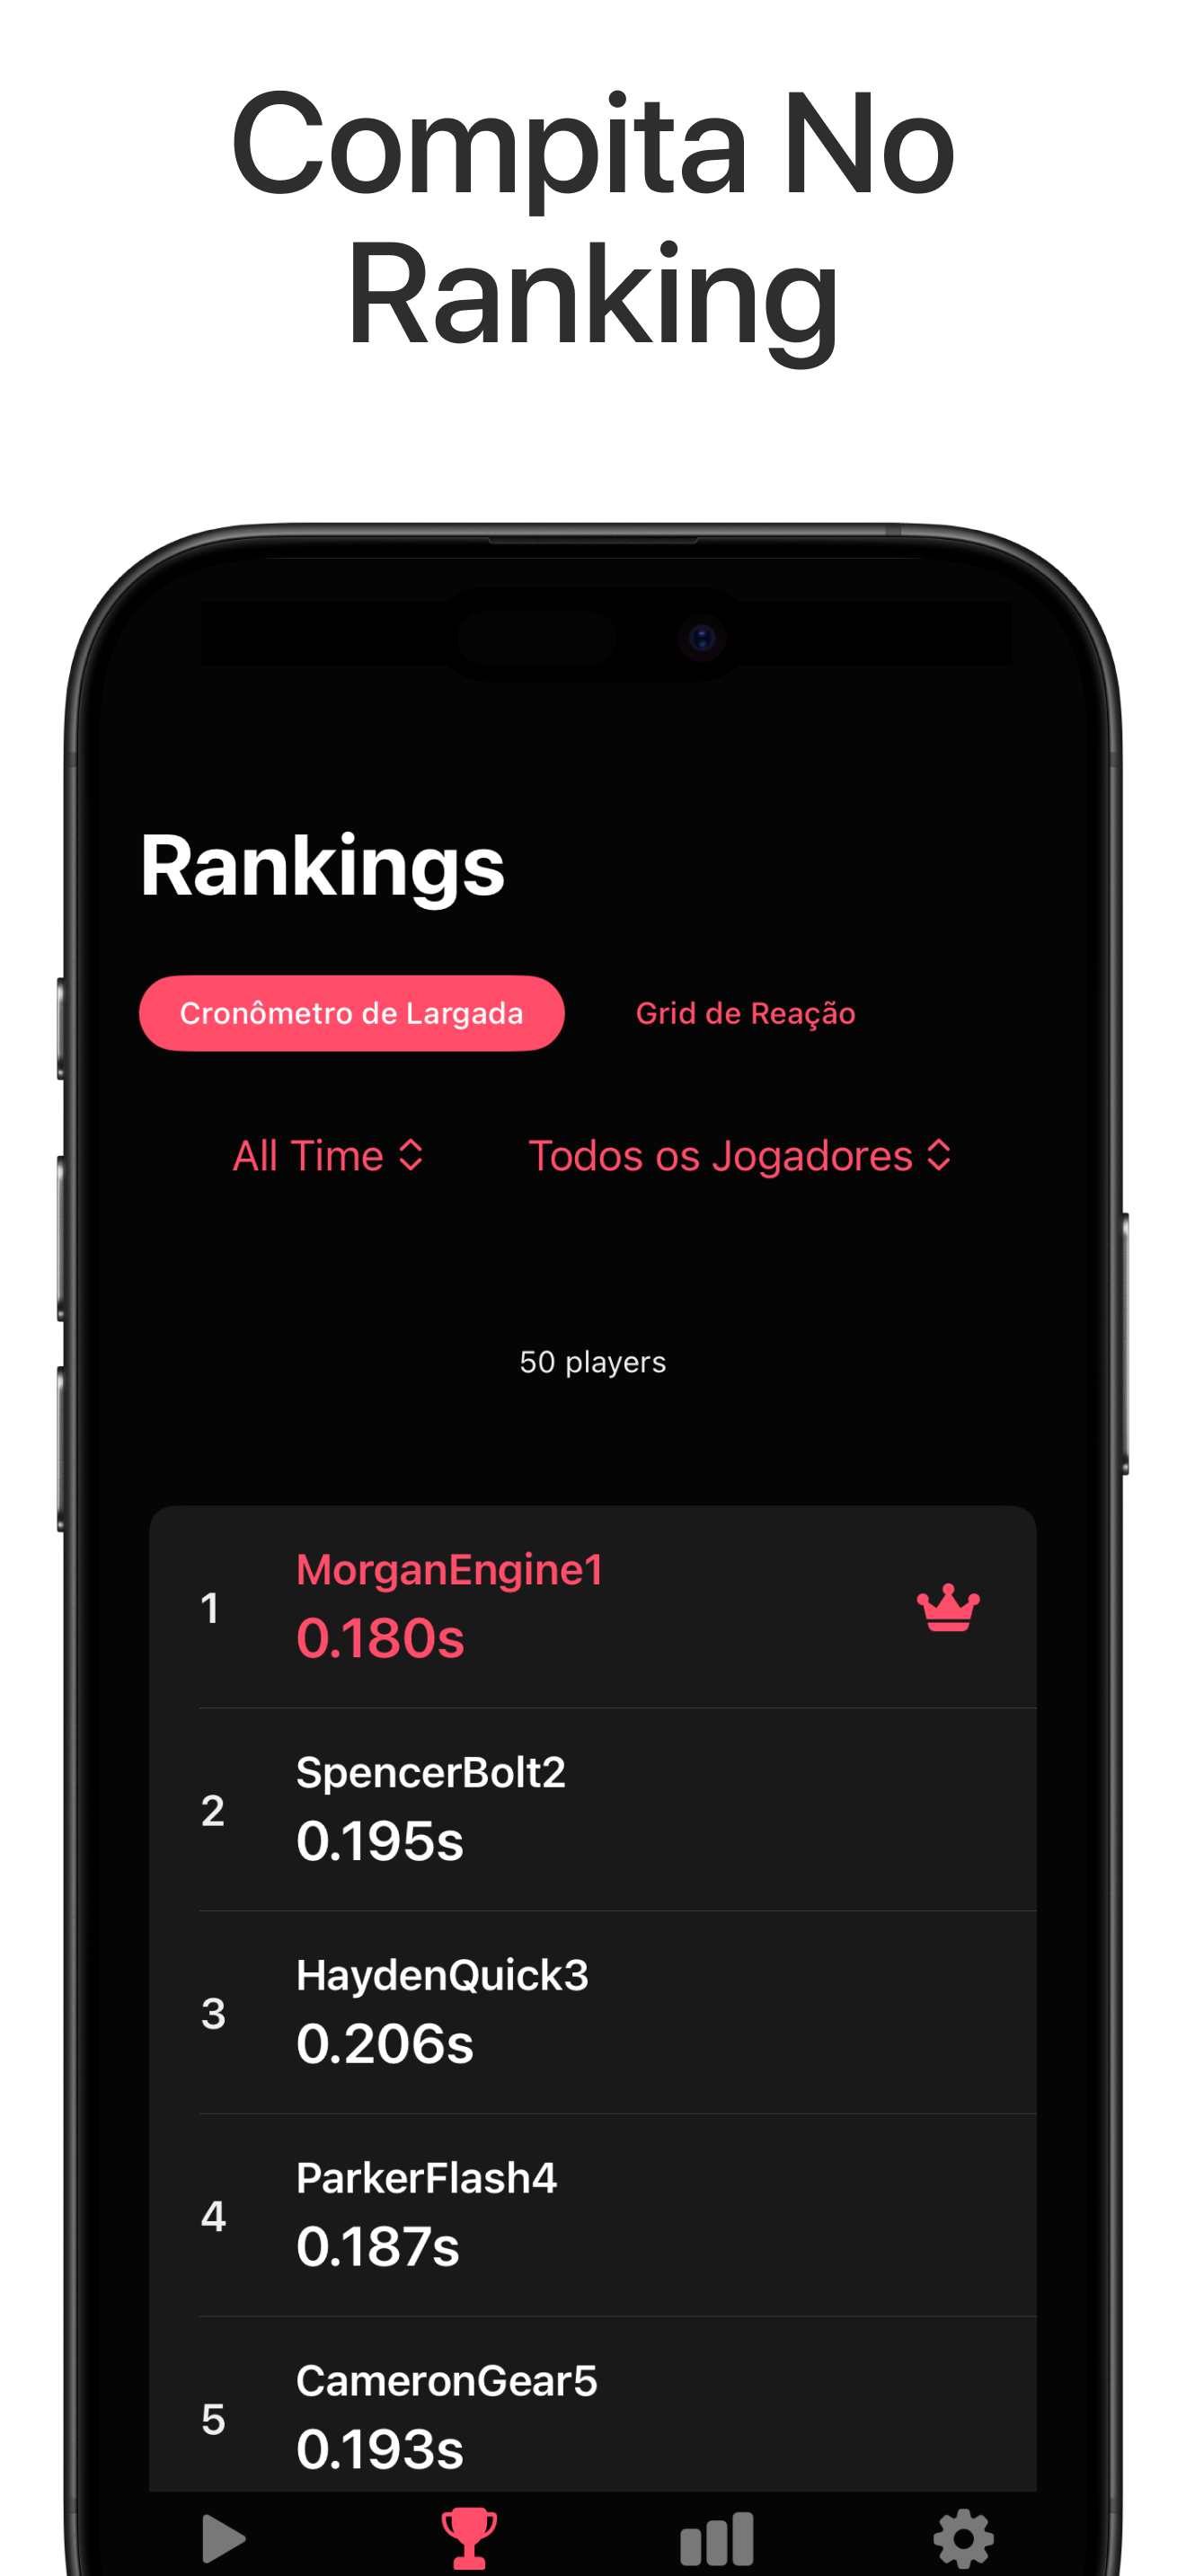 Compita No
Ranking
Rankings
Cronômetro de Largada
Grid de Reação
All Time
Todos os Jogadores
50 players
1
MorganEngine1
0.180s
2
SpencerBolt2
0.195s
3
HaydenQuick3
0.206s
4
ParkerFlash4
0.187s
5
CameronGear5
0.193s